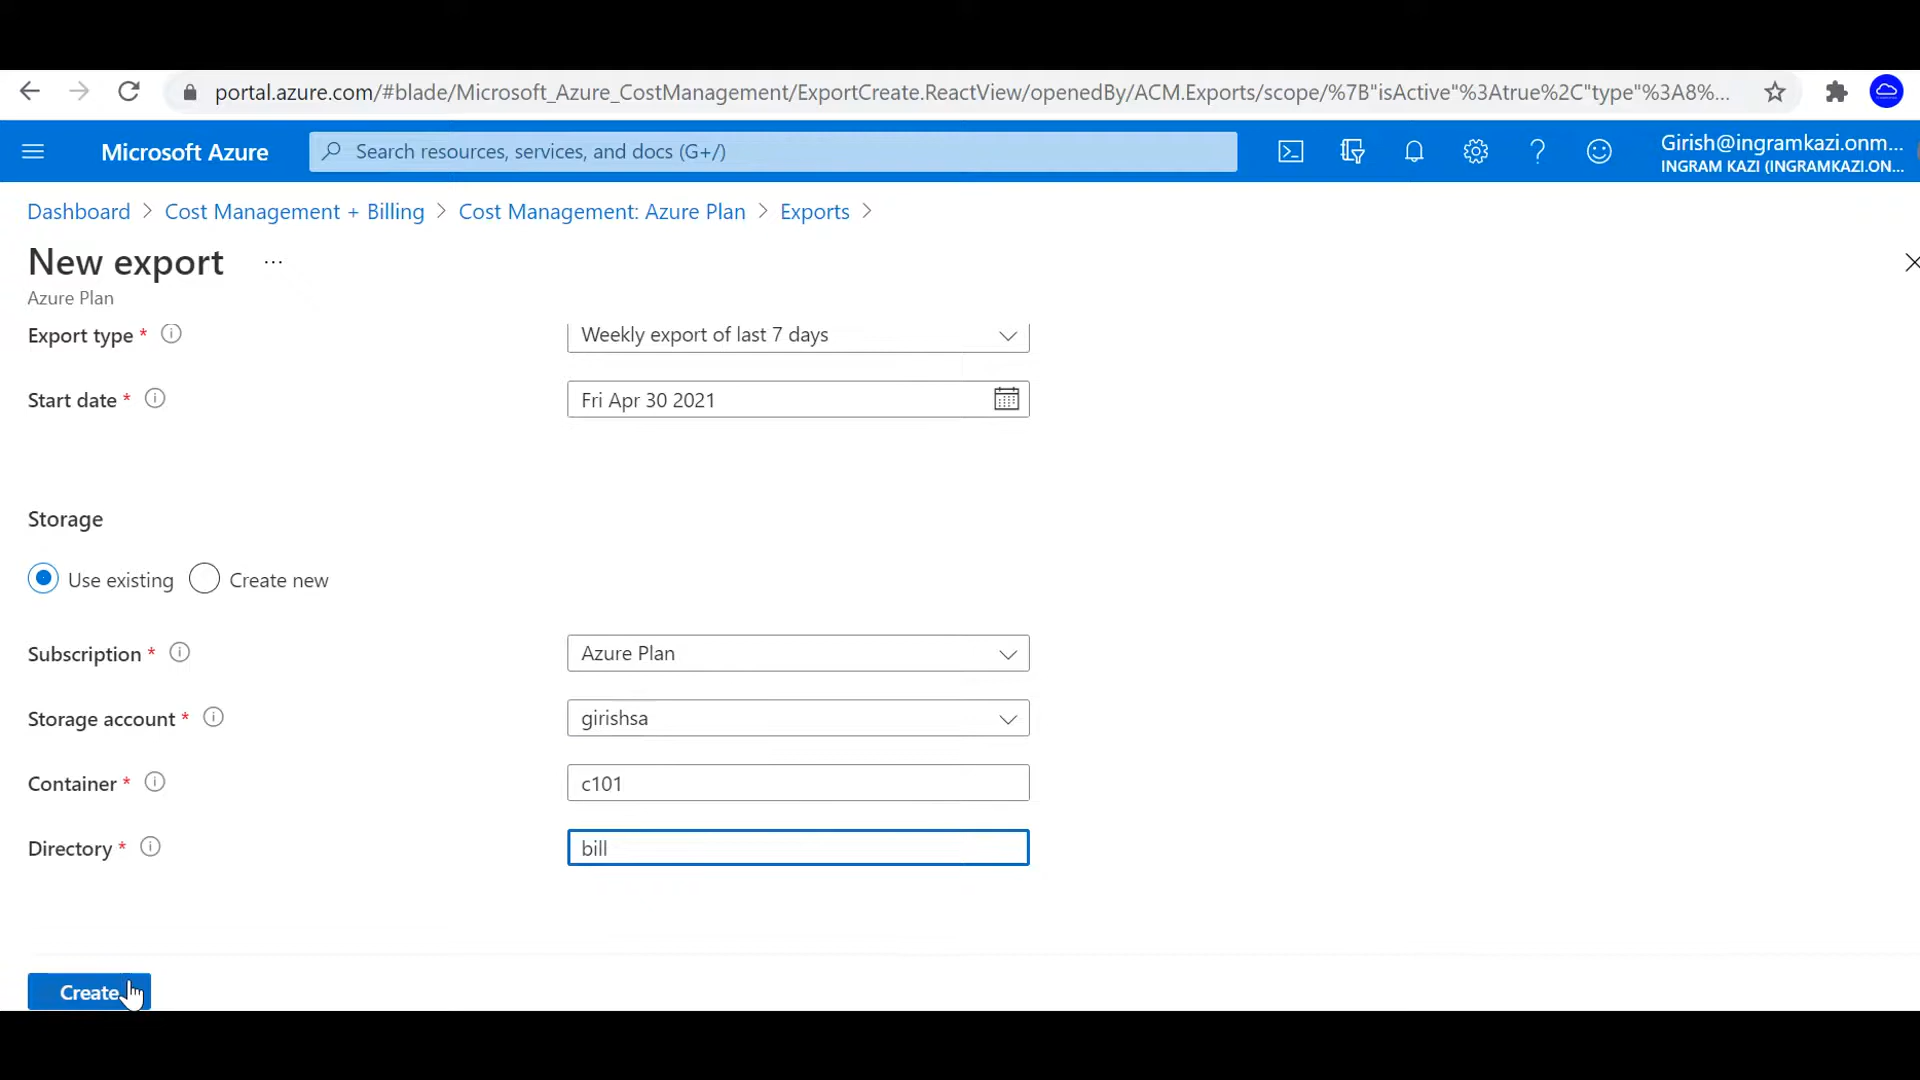 portal.azure.com/#blade/Microsoft_Azure_CostManagement/ExportCreate.ReactView/openedBy/ACM.Exports/scope/%7B"isActive"%3Atrue%2C"type"%3A8%...
Microsoft Azure
Search resources, services, and docs (G+/)
Girish@ingramkazi.onm...
INGRAM KAZI (INGRAMKAZI.ON...
Dashboard > Cost Management + Billing > Cost Management: Azure Plan > Exports >
New export ...
Azure Plan
Export type * Weekly export of last 7 days
Start date * Fri Apr 30 2021
Storage
Use existing Create new
Subscription * Azure Plan
Storage account * girishsa
Container * c101
Directory * bill
Create